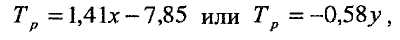 T_p = 1,41x − 7,85 или T_p = −0,58y,